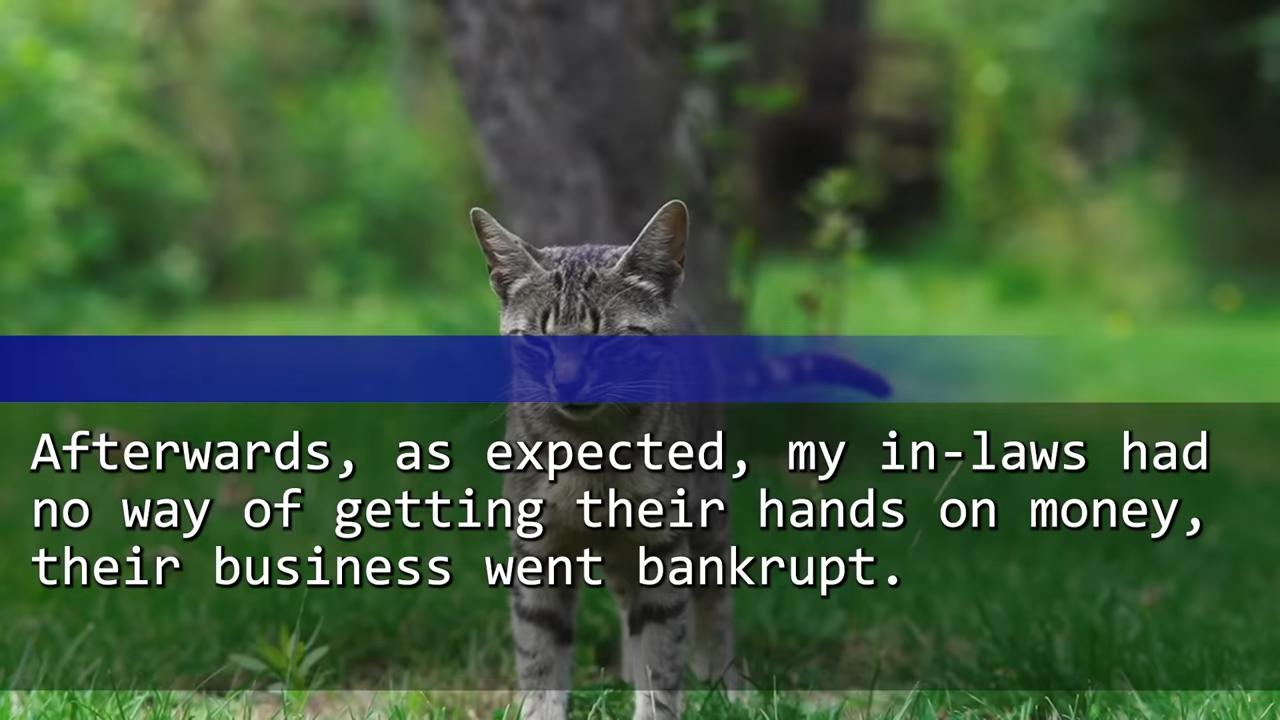 Afterwards, as expected, my in-laws had
no way of getting their hands on money,
their business went bankrupt.